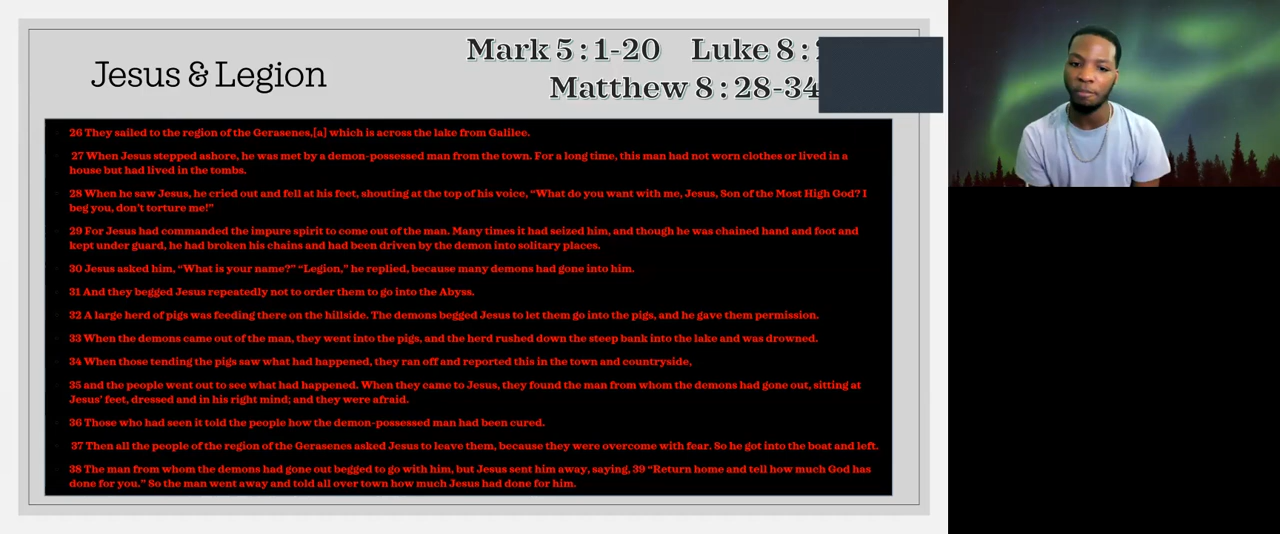 Jesus & Legion
Mark 5 : 1-20 Luke 8 :
Matthew 8 : 28-34
26 They sailed to the region of the Gerasenes,[a] which is across the lake from Galilee.
27 When Jesus stepped ashore, he was met by a demon-possessed man from the town. For a long time, this man had not worn clothes or lived in a
house but had lived in the tombs.
28 When he saw Jesus, he cried out and fell at his feet, shouting at the top of his voice, “What do you want with me, Jesus, Son of the Most High God? I
beg you, don’t torture me!”
29 For Jesus had commanded the impure spirit to come out of the man. Many times it had seized him, and though he was chained hand and foot and
kept under guard, he had broken his chains and had been driven by the demon into solitary places.
30 Jesus asked him, “What is your name?” “Legion,” he replied, because many demons had gone into him.
31 And they begged Jesus repeatedly not to order them to go into the Abyss.
32 A large herd of pigs was feeding there on the hillside. The demons begged Jesus to let them go into the pigs, and he gave them permission.
33 When the demons came out of the man, they went into the pigs, and the herd rushed down the steep bank into the lake and was drowned.
34 When those tending the pigs saw what had happened, they ran off and reported this in the town and countryside,
35 and the people went out to see what had happened. When they came to Jesus, they found the man from whom the demons had gone out, sitting at
Jesus’ feet, dressed and in his right mind; and they were afraid.
36 Those who had seen it told the people how the demon-possessed man had been cured.
37 Then all the people of the region of the Gerasenes asked Jesus to leave them, because they were overcome with fear. So he got into the boat and left.
38 The man from whom the demons had gone out begged to go with him, but Jesus sent him away, saying, 39 “Return home and tell how much God has
done for you.” So the man went away and told all over town how much Jesus had done for him.